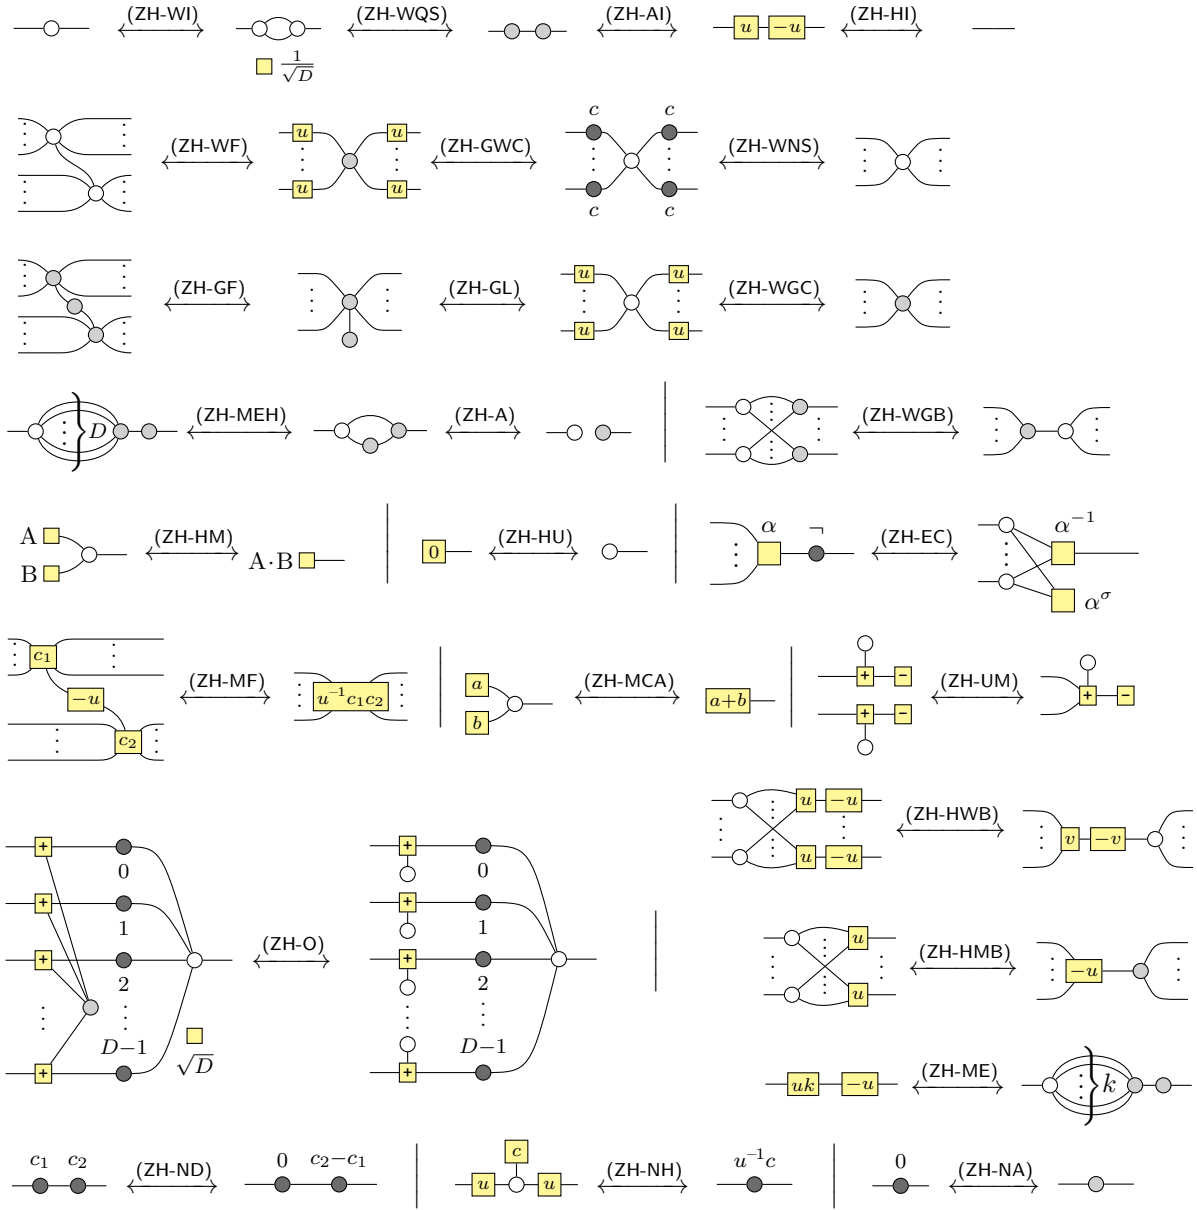 (ZH-WI) (ZH-WQS) (ZH-AI) u −u (ZH-HI)
1/√D
c c
(ZH-WF) u u (ZH-GWC) (ZH-WNS)
u u
c c
(ZH-GF) (ZH-GL) u u (ZH-WGC)
u u
D (ZH-MEH) (ZH-A) (ZH-WGB)
A B (ZH-HM) A·B 0 (ZH-HU) α ¬ (ZH-EC) α⁻¹ α^σ
c₁ −u c₂ (ZH-MF) u⁻¹c₁c₂ a b (ZH-MCA) a+b + − + − (ZH-UM) + −
u −u (ZH-HWB) v −v
u −u
+ 0 + 0
+ 1 + 1
+ 2 (ZH-O) + 2
D−1 D−1
+ √D +
u (ZH-HMB) −u
u
uk −u (ZH-ME) k
c₁ c₂ (ZH-ND) 0 c₂−c₁ u c u (ZH-NH) u⁻¹c 0 (ZH-NA)